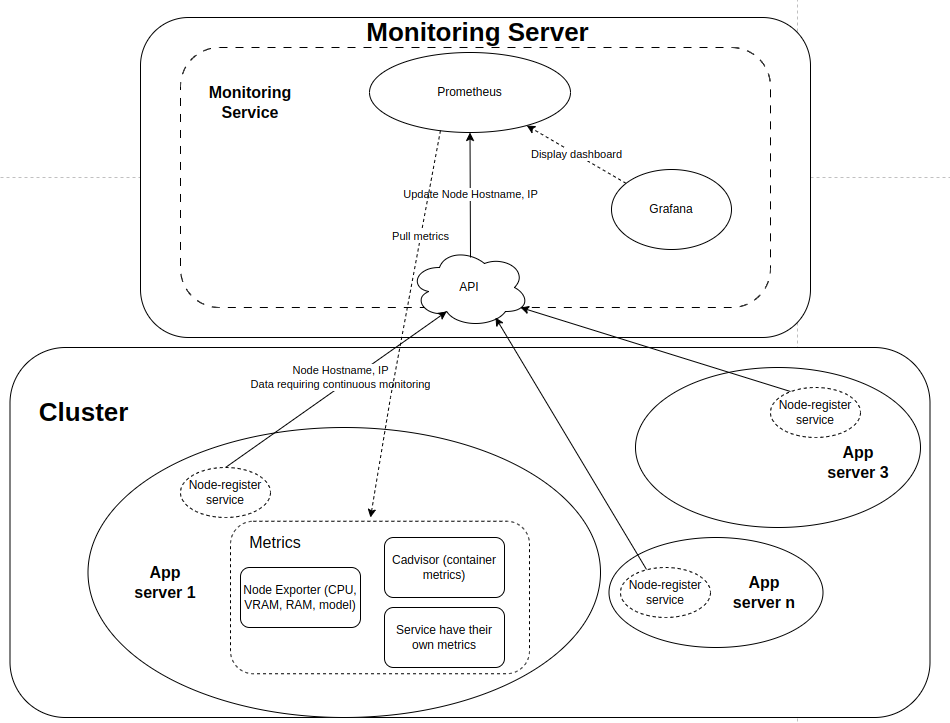 Monitoring Server
Monitoring
Service
Prometheus
Display dashboard
Update Node Hostname, IP
Grafana
Pull metrics
API
Node Hostname, IP
Data requiring continuous monitoring
Cluster
Node-register
service
App
server 3
Node-register
service
Metrics
Cadvisor (container
metrics)
App
server 1
Node Exporter (CPU,
VRAM, RAM, model)
Service have their
own metrics
Node-register
service
App
server n